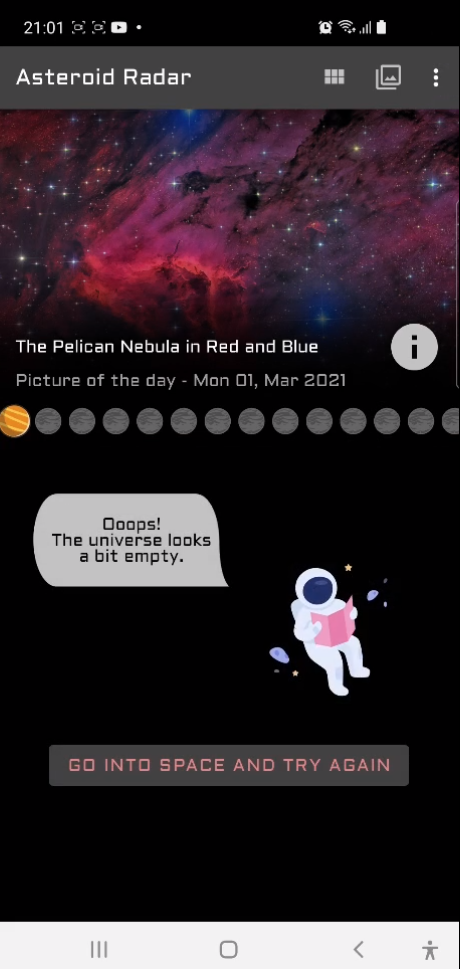 21:01
Asteroid Radar
The Pelican Nebula in Red and Blue
Picture of the day - Mon 01, Mar 2021
Ooops!
The universe looks
a bit empty.
GO INTO SPACE AND TRY AGAIN